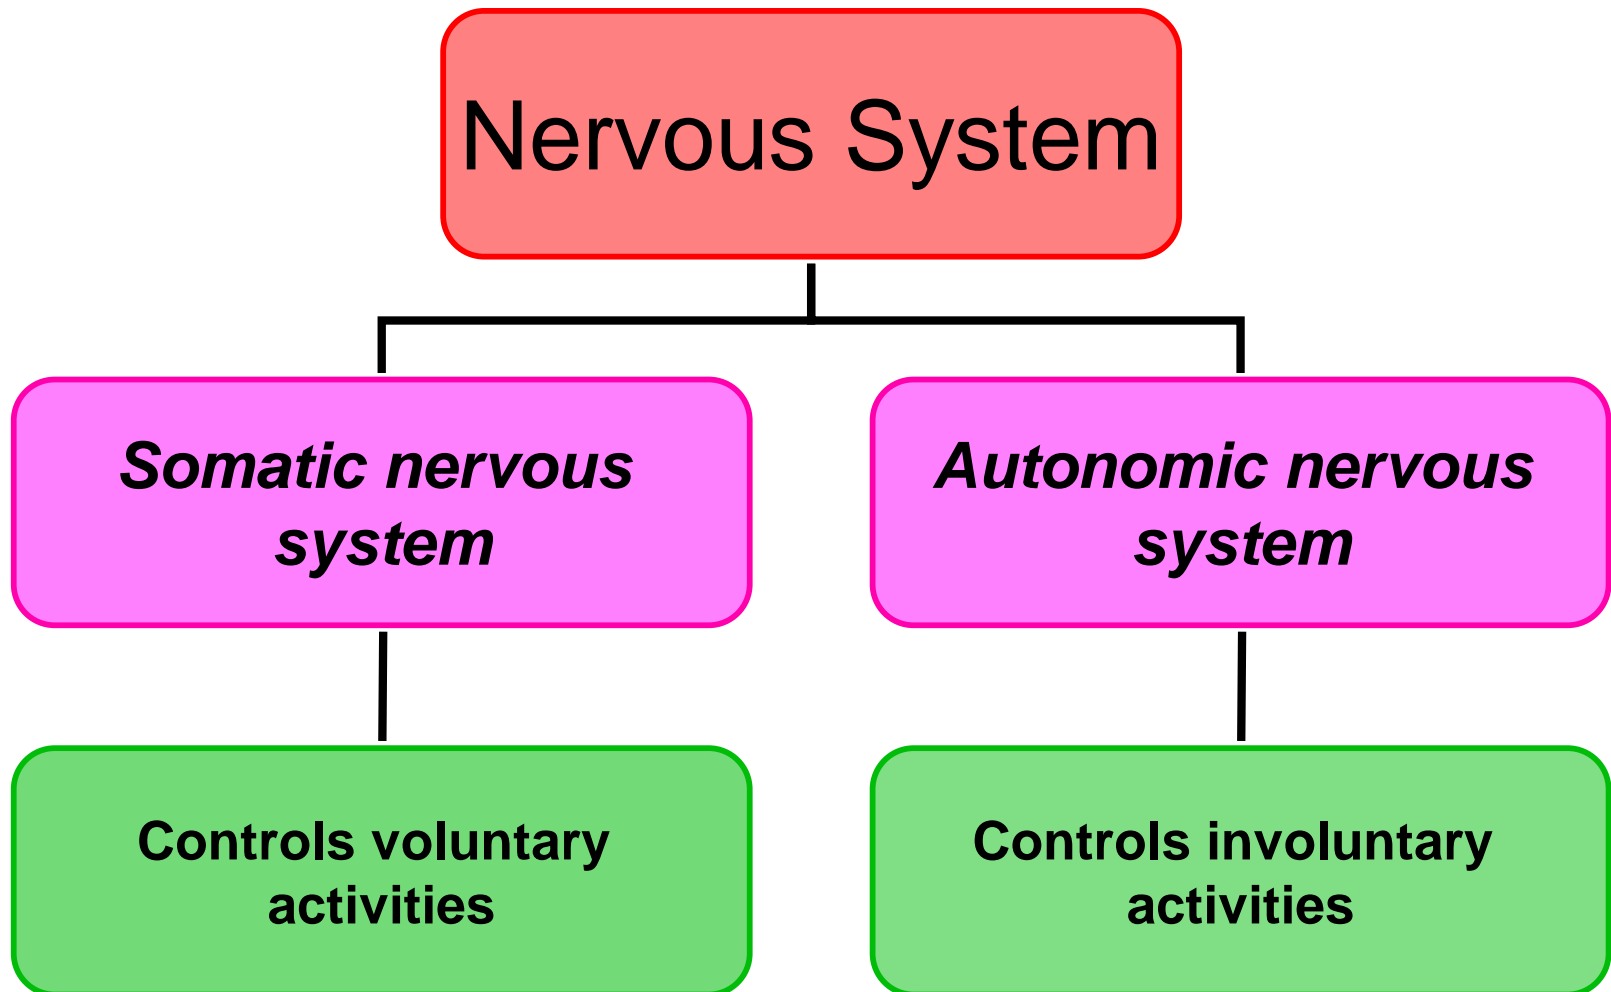 Nervous System
Somatic nervous
system
Autonomic nervous
system
Controls voluntary
activities
Controls involuntary
activities